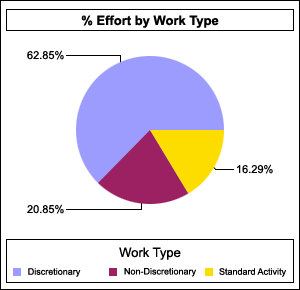 % Effort by Work Type
62.85%
16.29%
20.85%
Work Type
Discretionary Non-Discretionary Standard Activity